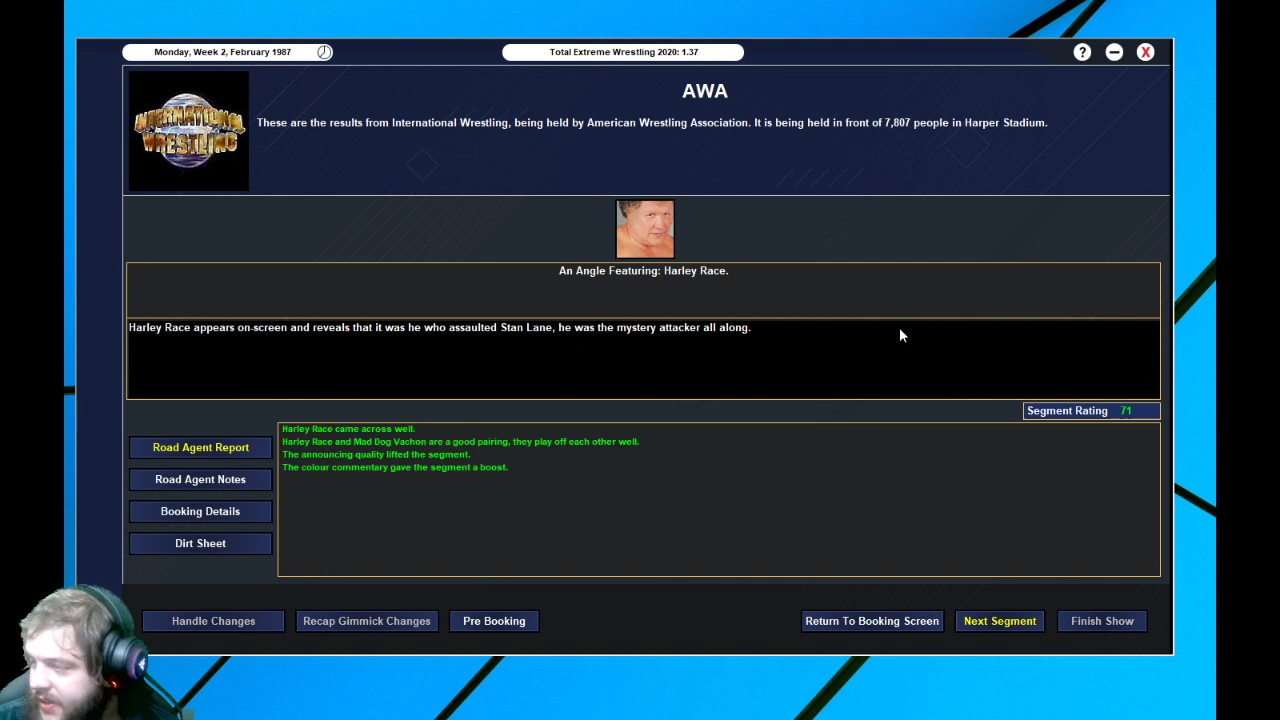 Monday, Week 2, February 1987
Total Extreme Wrestling 2020: 1.37
?
X
INTERNATIONAL
WRESTLING
AWA
These are the results from International Wrestling, being held by American Wrestling Association. It is being held in front of 7,807 people in Harper Stadium.
An Angle Featuring: Harley Race.
Harley Race appears on-screen and reveals that it was he who assaulted Stan Lane, he was the mystery attacker all along.
Segment Rating 71
Road Agent Report
Road Agent Notes
Booking Details
Dirt Sheet
Harley Race came across well.
Harley Race and Mad Dog Vachon are a good pairing, they play off each other well.
The announcing quality lifted the segment.
The colour commentary gave the segment a boost.
Handle Changes
Recap Gimmick Changes
Pre Booking
Return To Booking Screen
Next Segment
Finish Show